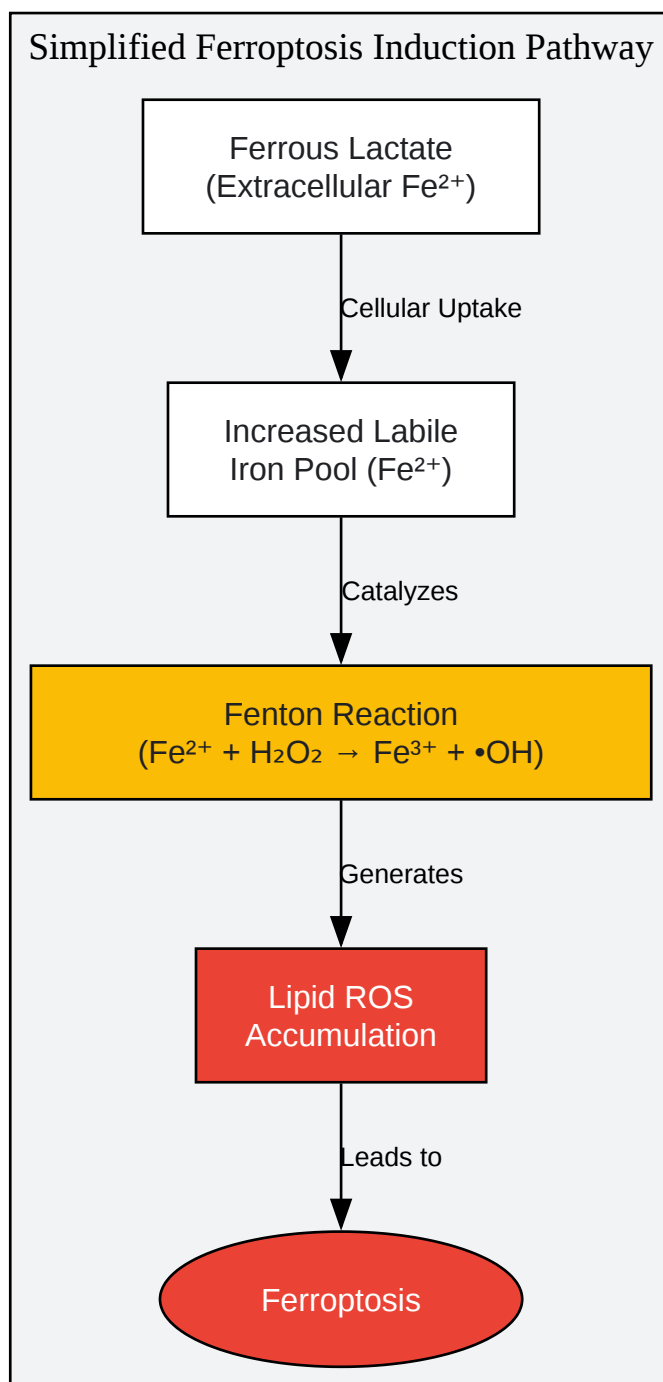 Simplified Ferroptosis Induction Pathway
Ferrous Lactate
(Extracellular Fe²⁺)
Cellular Uptake
Increased Labile
Iron Pool (Fe²⁺)
Catalyzes
Fenton Reaction
(Fe²⁺ + H₂O₂ → Fe³⁺ + •OH)
Generates
Lipid ROS
Accumulation
Leads to
Ferroptosis